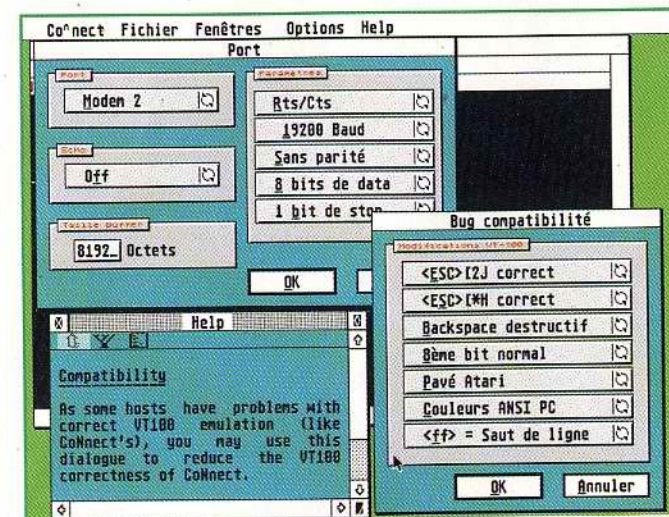 Co^nnect Fichier Fenêtres Options Help
Port
Port
Modem 2
Echo
Off
Taille buffer
8192_ Octets
Paramètres
Rts/Cts
19200 Baud
Sans parité
8 bits de data
1 bit de stop
OK
Help
Compatibility
As some hosts have problems with
correct VT100 emulation (like
CoNnect's), you may use this
dialogue to reduce the VT100
correctness of CoNnect.
Bug compatibilité
Modifications VT-100
<ESC>[2J correct
<ESC>[*H correct
Backspace destructif
8ème bit normal
Pavé Atari
Couleurs ANSI PC
<ff> = Saut de ligne
OK
Annuler